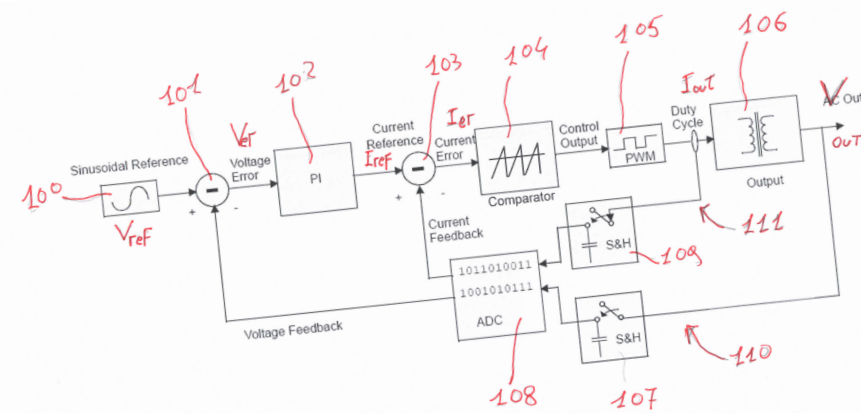 106
105
104
103
102
101
100
Iout
V
AC Out
OUT
Duty
Cycle
Ier
Control
Output
Current
Reference
Iref
Current
Error
Ver
Voltage
Error
Sinusoidal Reference
Vref
+
-
-
PI
+
-
-
Comparator
PWM
Output
Current
Feedback
S&H
109
111
1011010011
1001010111
ADC
108
S&H
107
110
Voltage Feedback